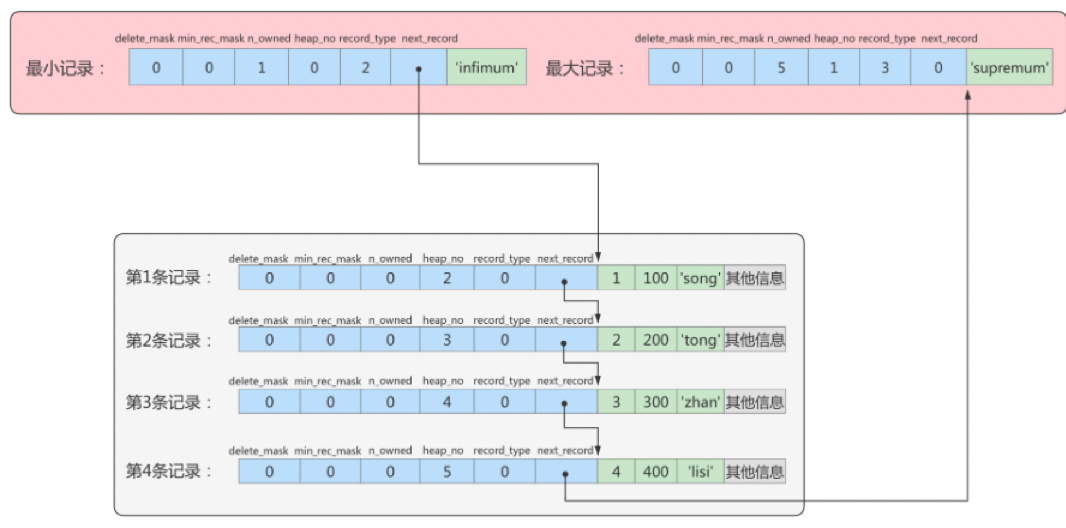 delete_mask min_rec_mask n_owned heap_no record_type next_record
最小记录： 0 0 1 0 2 'infimum'
delete_mask min_rec_mask n_owned heap_no record_type next_record
最大记录： 0 0 5 1 3 0 'supremum'
delete_mask min_rec_mask n_owned heap_no record_type next_record
第1条记录： 0 0 0 2 0 1 100 'song' 其他信息
delete_mask min_rec_mask n_owned heap_no record_type next_record
第2条记录： 0 0 0 3 0 2 200 'tong' 其他信息
delete_mask min_rec_mask n_owned heap_no record_type next_record
第3条记录： 0 0 0 4 0 3 300 'zhan' 其他信息
delete_mask min_rec_mask n_owned heap_no record_type next_record
第4条记录： 0 0 0 5 0 4 400 'lisi' 其他信息